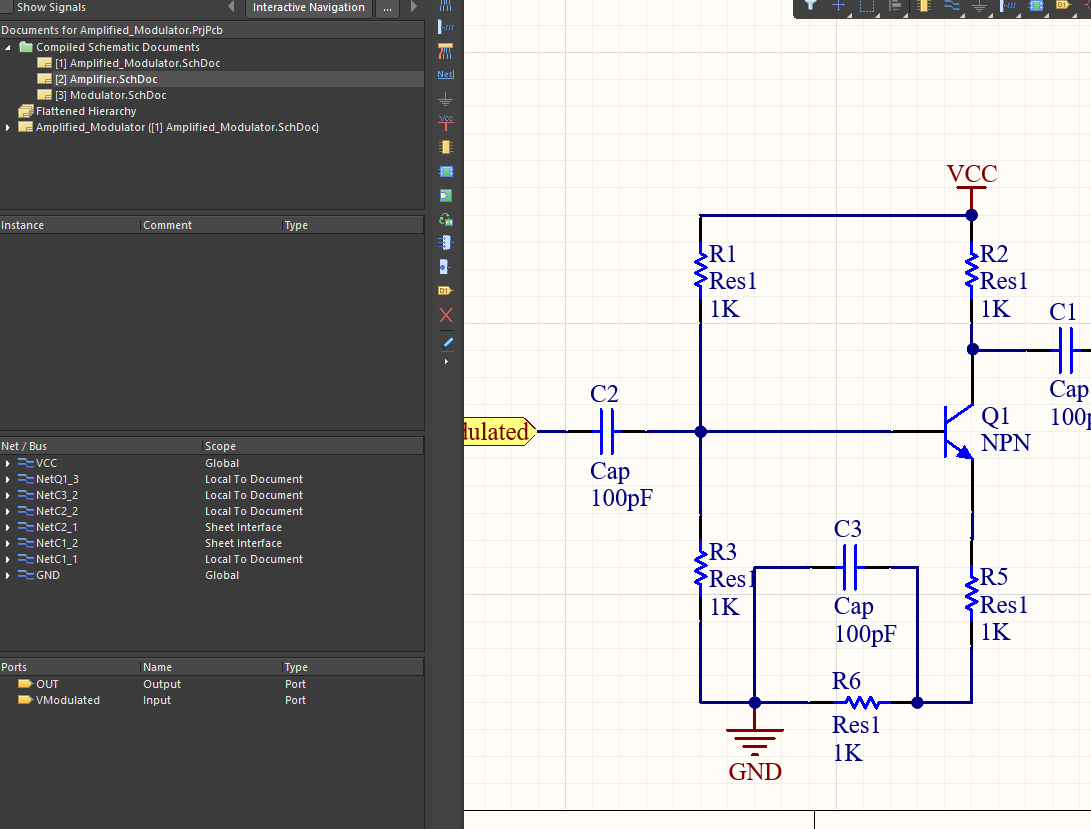 Show Signals
Interactive Navigation
...
Documents for Amplified_Modulator.PrjPcb
Compiled Schematic Documents
[1] Amplified_Modulator.SchDoc
[2] Amplifier.SchDoc
[3] Modulator.SchDoc
Flattened Hierarchy
Amplified_Modulator ([1] Amplified_Modulator.SchDoc)
Instance Comment Type
Net / Bus Scope
VCC Global
NetQ1_3 Local To Document
NetC3_2 Local To Document
NetC2_2 Local To Document
NetC2_1 Sheet Interface
NetC1_2 Sheet Interface
NetC1_1 Local To Document
GND Global
Ports Name Type
OUT Output Port
VModulated Input Port
Net
Vcc
D1
D1
VCC
R1
Res1
1K
R2
Res1
1K
C1
Cap
100p
C2
Cap
100pF
dulated
Q1
NPN
R3
Res1
1K
C3
Cap
100pF
R5
Res1
1K
R6
Res1
1K
GND